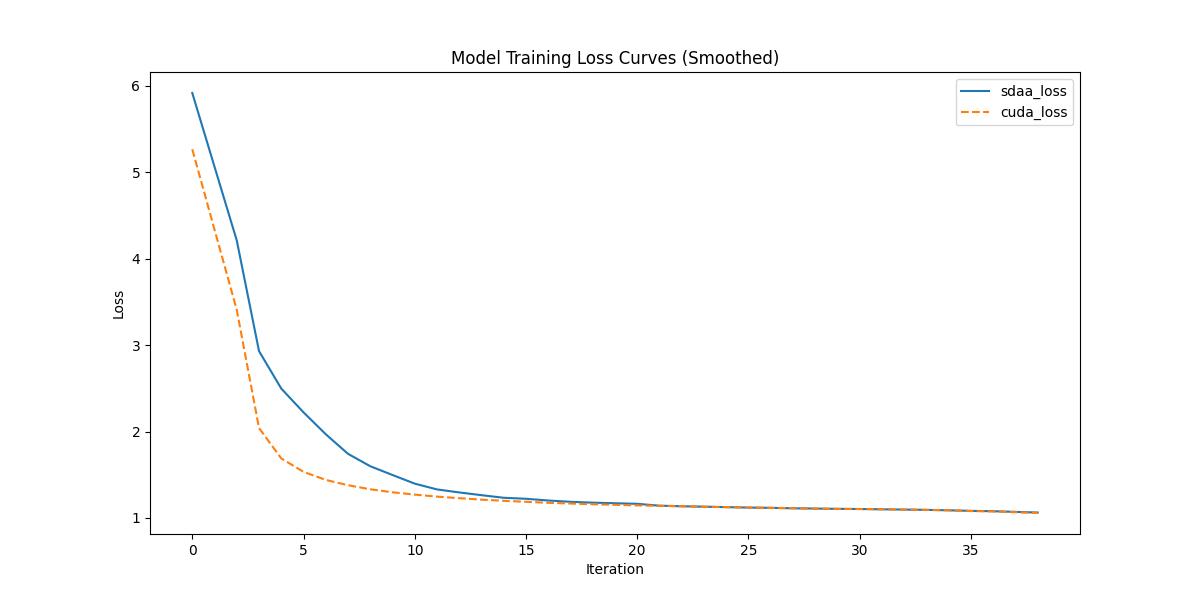 Model Training Loss Curves (Smoothed)
sdaa_loss
cuda_loss
6
5
4
3
2
1
Loss
0 5 10 15 20 25 30 35
Iteration